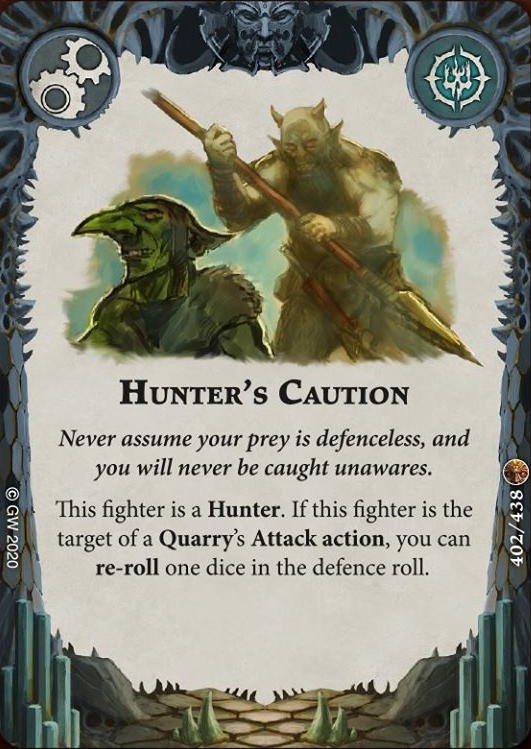 Hunter's Caution
Never assume your prey is defenceless, and
you will never be caught unawares.
This fighter is a Hunter. If this fighter is the
target of a Quarry's Attack action, you can
re-roll one dice in the defence roll.
© GW 2020
402/438